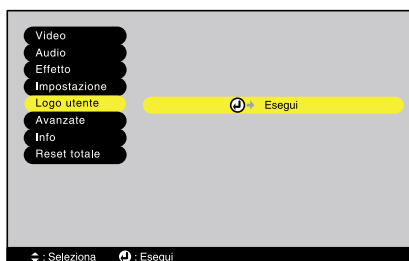 Video
Audio
Effetto
Impostazione
Logo utente
Esegui
Avanzate
Info
Reset totale
: Seleziona : Esegui